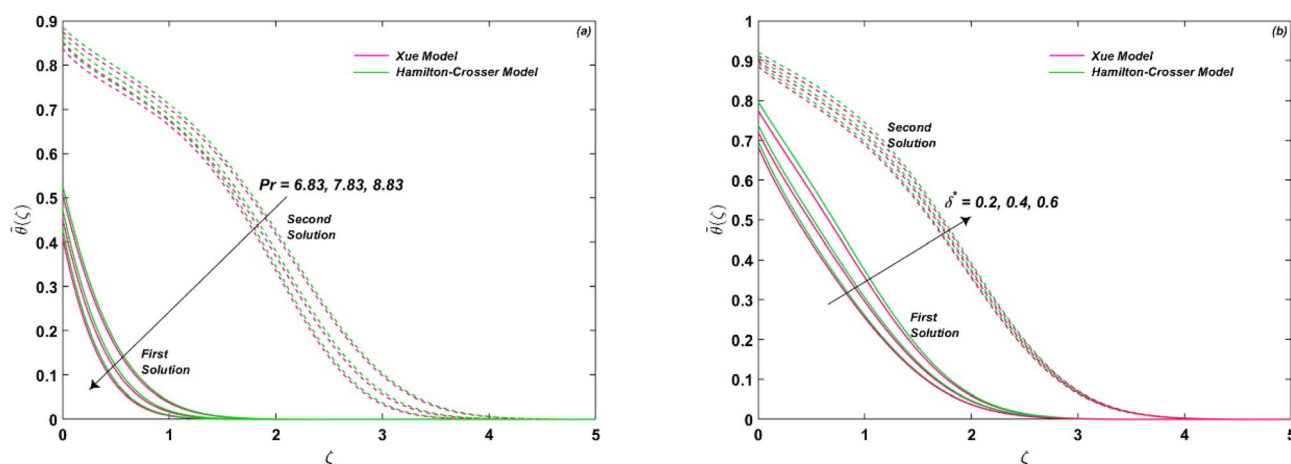 (a)
Xue Model
Hamilton-Crosser Model
Pr = 6.83, 7.83, 8.83
Second
Solution
First
Solution
0.9
0.8
0.7
0.6
0.5
0.4
0.3
0.2
0.1
0
θ̄(ζ)
0 1 2 3 4 5
ζ
(b)
Xue Model
Hamilton-Crosser Model
Second
Solution
δ* = 0.2, 0.4, 0.6
First
Solution
1
0.9
0.8
0.7
0.6
0.5
0.4
0.3
0.2
0.1
0
θ̄(ζ)
0 1 2 3 4 5
ζ